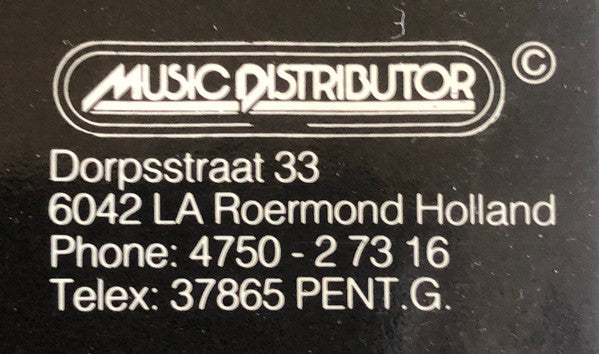 MUSIC DISTRIBUTOR ©
Dorpsstraat 33
6042 LA Roermond Holland
Phone: 4750 - 2 73 16
Telex: 37865 PENT.G.